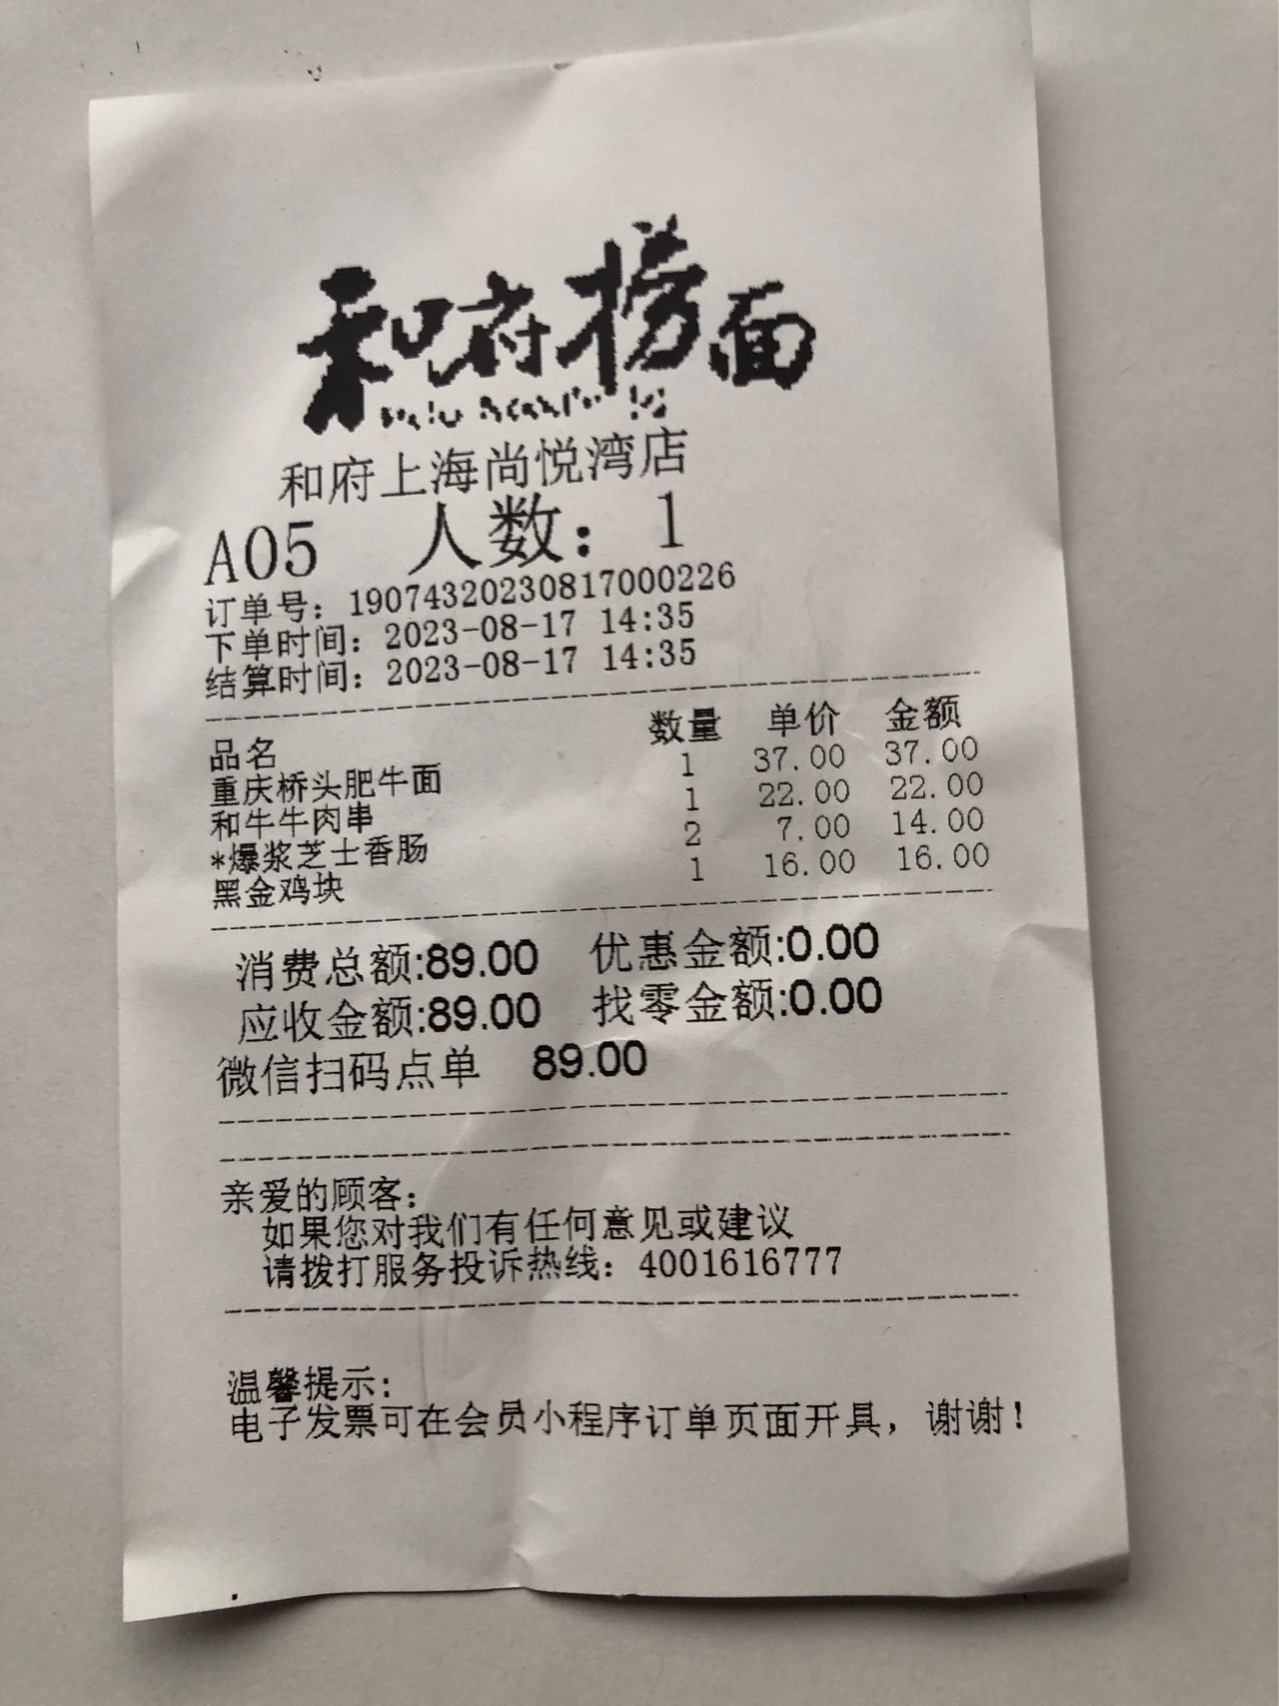 和府捞面
和府上海尚悦湾店
A05 人数：1
订单号：19074320230817000226
下单时间：2023-08-17 14:35
结算时间：2023-08-17 14:35
品名 数量 单价 金额
重庆桥头肥牛面 1 37.00 37.00
和牛牛肉串 1 22.00 22.00
*爆浆芝士香肠 2 7.00 14.00
黑金鸡块 1 16.00 16.00
消费总额:89.00 优惠金额:0.00
应收金额:89.00 找零金额:0.00
微信扫码点单 89.00
亲爱的顾客：
如果您对我们有任何意见或建议
请拨打服务投诉热线：4001616777
温馨提示:
电子发票可在会员小程序订单页面开具，谢谢！